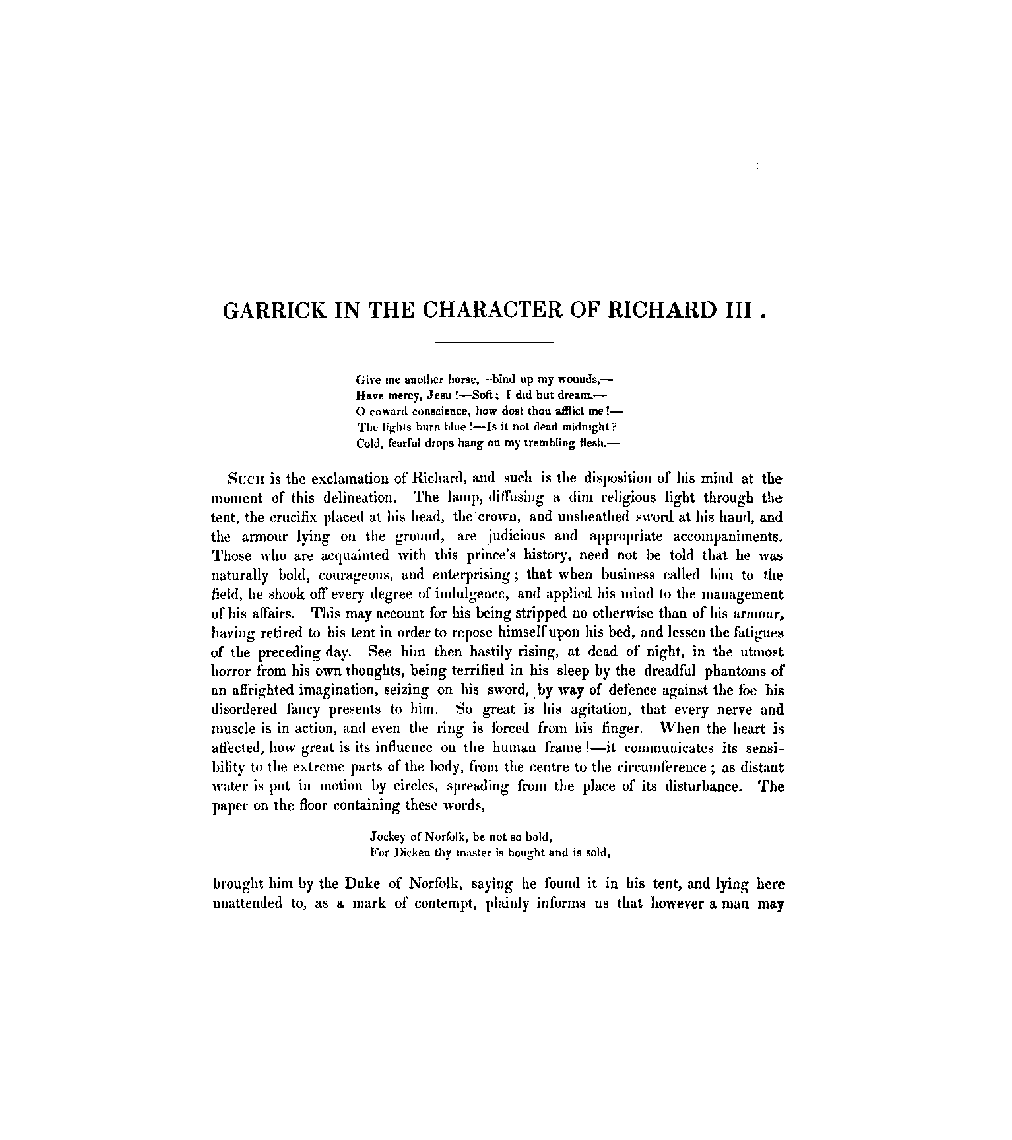 GARRICK IN THE CHARACTER OF RICHARD III .
Give me another horse,--bind up my wounds,—
Have mercy, Jesu!—Soft; I did but dream.—
O coward conscience, how dost thou afflict me!—
The lights burn blue!—Is it not dead midnight?
Cold, fearful drops hang on my trembling flesh.—
SUCH is the exclamation of Richard, and such is the disposition of his mind at the
moment of this delineation. The lamp, diffusing a dim religious light through the
tent, the crucifix placed at his head, the crown, and unsheathed sword at his hand, and
the armour lying on the ground, are judicious and appropriate accompaniments.
Those who are acquainted with this prince's history, need not be told that he was
naturally bold, courageous, and enterprising; that when business called him to the
field, he shook off every degree of indulgence, and applied his mind to the management
of his affairs. This may account for his being stripped no otherwise than of his armour,
having retired to his tent in order to repose himself upon his bed, and lessen the fatigues
of the preceding day. See him then hastily rising, at dead of night, in the utmost
horror from his own thoughts, being terrified in his sleep by the dreadful phantoms of
an affrighted imagination, seizing on his sword, by way of defence against the foe his
disordered fancy presents to him. So great is his agitation, that every nerve and
muscle is in action, and even the ring is forced from his finger. When the heart is
affected, how great is its influence on the human frame!—it communicates its sensi-
bility to the extreme parts of the body, from the centre to the circumference; as distant
water is put in motion by circles, spreading from the place of its disturbance. The
paper on the floor containing these words,
Jockey of Norfolk, be not so bold,
For Dicken thy master is bought and is sold,
brought him by the Duke of Norfolk, saying he found it in his tent, and lying here
unattended to, as a mark of contempt, plainly informs us that however a man may